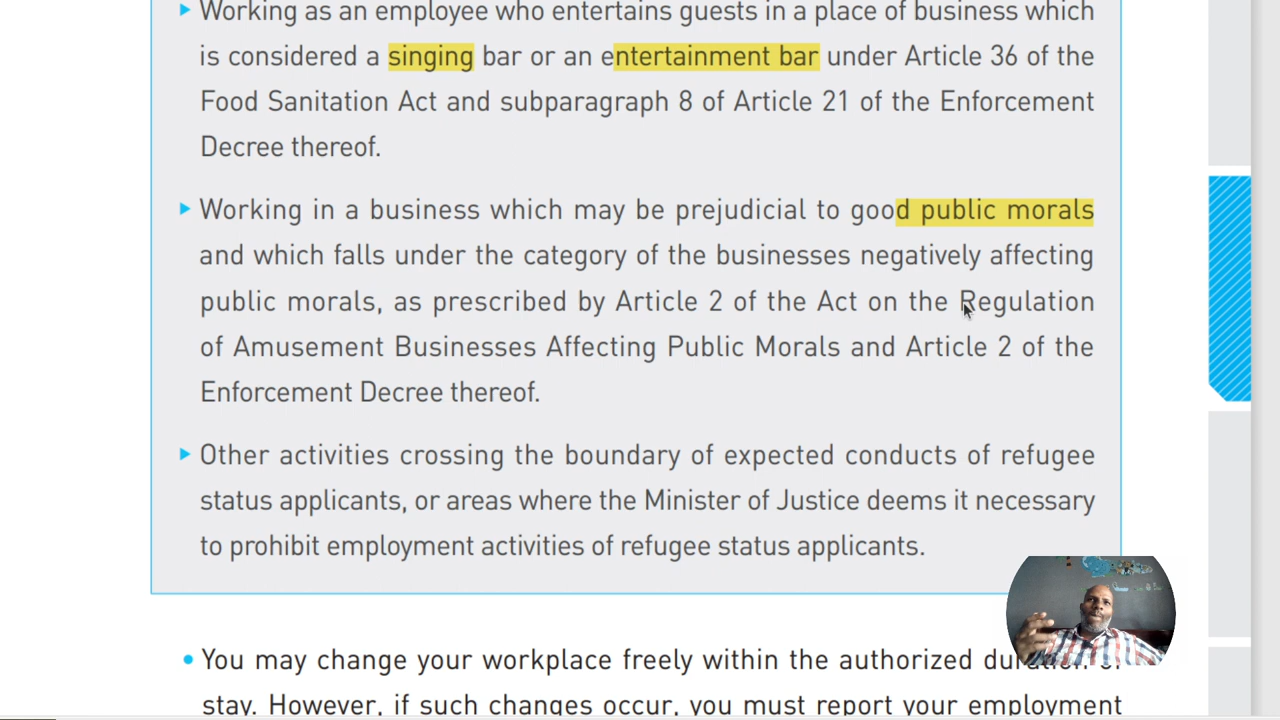 Working as an employee who entertains guests in a place of business which
is considered a singing bar or an entertainment bar under Article 36 of the
Food Sanitation Act and subparagraph 8 of Article 21 of the Enforcement
Decree thereof.
Working in a business which may be prejudicial to good public morals
and which falls under the category of the businesses negatively affecting
public morals, as prescribed by Article 2 of the Act on the Regulation
of Amusement Businesses Affecting Public Morals and Article 2 of the
Enforcement Decree thereof.
Other activities crossing the boundary of expected conducts of refugee
status applicants, or areas where the Minister of Justice deems it necessary
to prohibit employment activities of refugee status applicants.
You may change your workplace freely within the authorized
stay. However, if such changes occur, you must report your employment